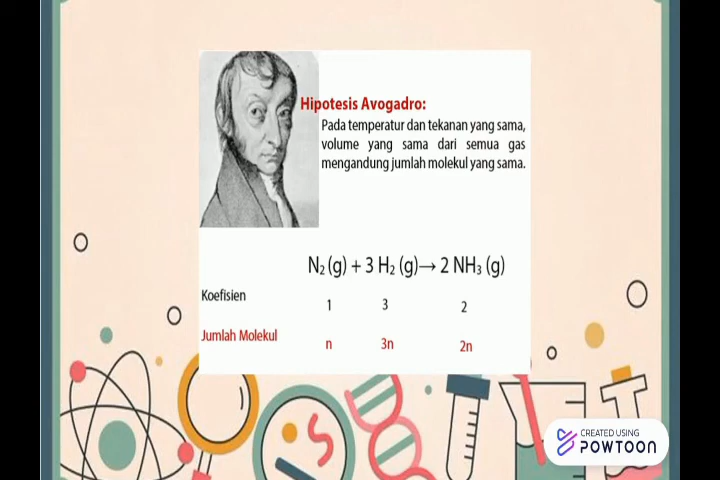 Hipotesis Avogadro:
Pada temperatur dan tekanan yang sama,
volume yang sama dari semua gas
mengandung jumlah molekul yang sama.
N₂ (g) + 3 H₂ (g)→ 2 NH₃ (g)
Koefisien 1 3 2
Jumlah Molekul n 3n 2n
CREATED USING
POWTOON